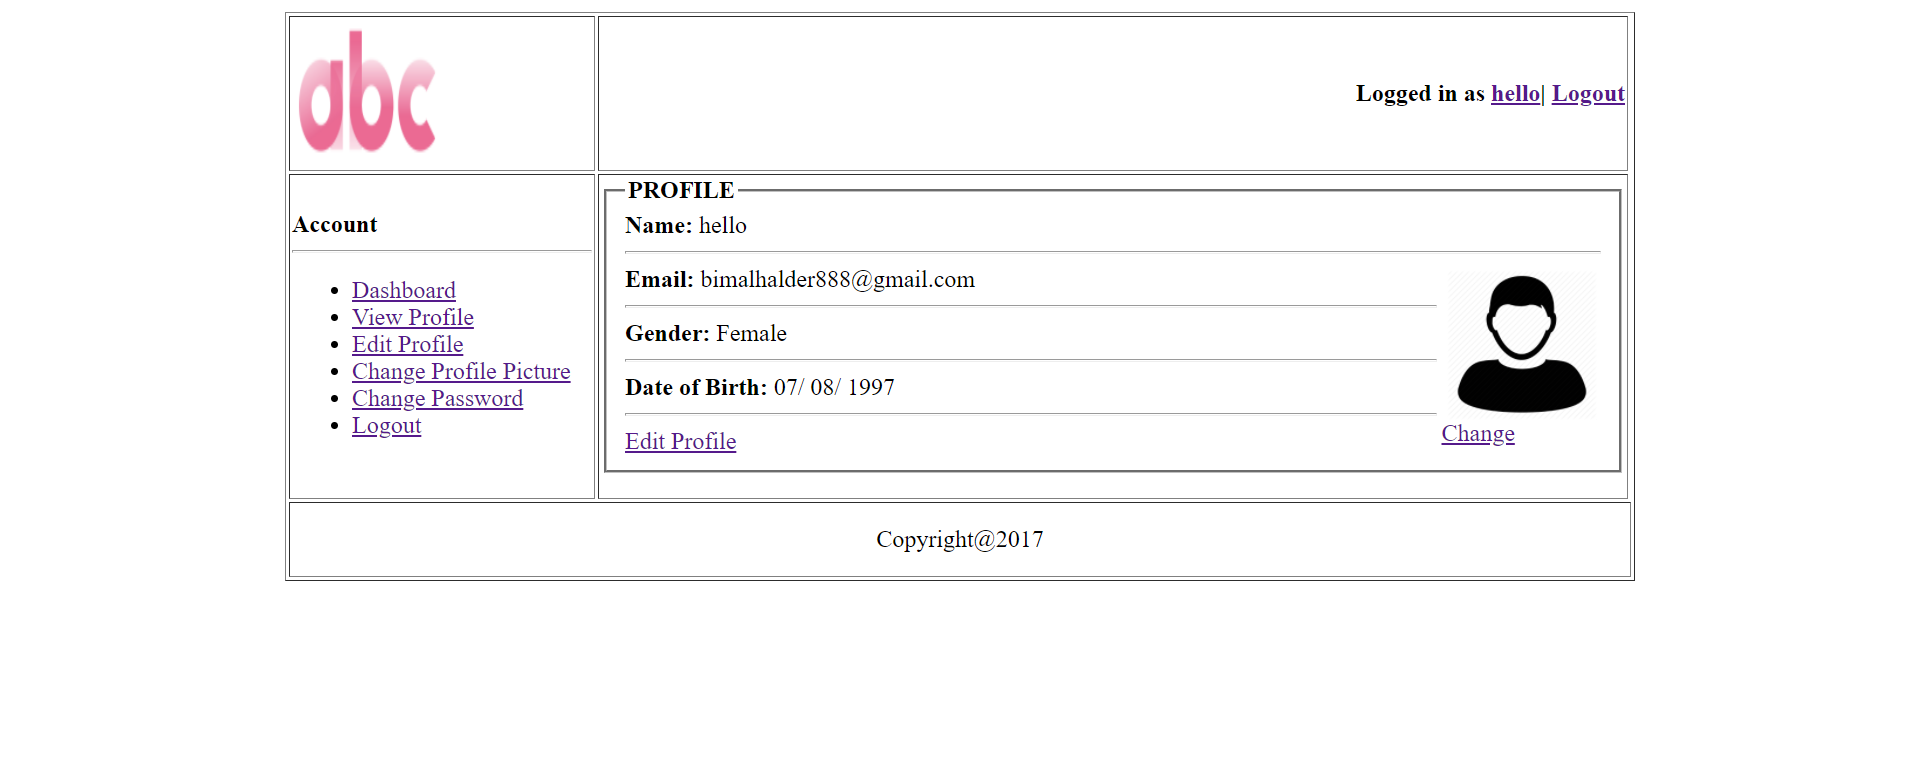 abc
Logged in as hello| Logout
Account
Dashboard
View Profile
Edit Profile
Change Profile Picture
Change Password
Logout
PROFILE
Name: hello
Email: bimalhalder888@gmail.com
Gender: Female
Date of Birth: 07/ 08/ 1997
Edit Profile
Change
Copyright@2017